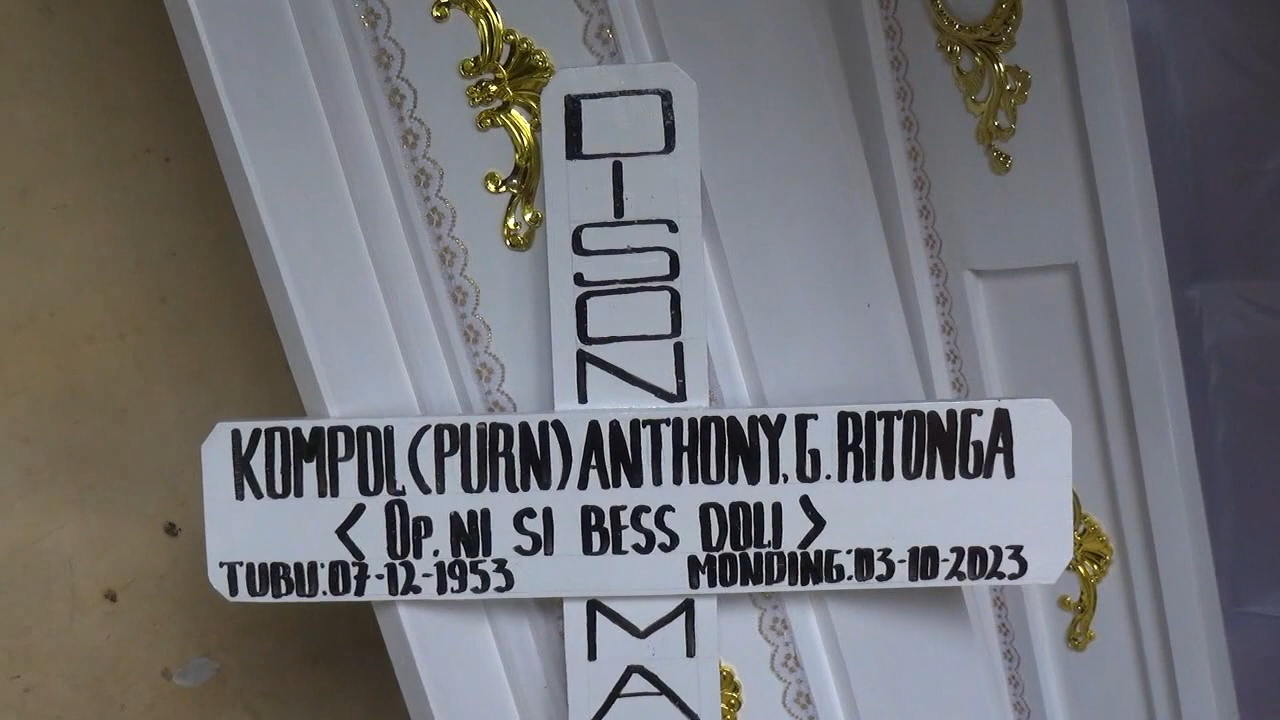 DISON
KOMPOL (PURN) ANTHONY. G. RITONGA
< Op. NI SI BESS DOLI >
TUBU:07-12-1953
MONDING:03-10-2023
MA